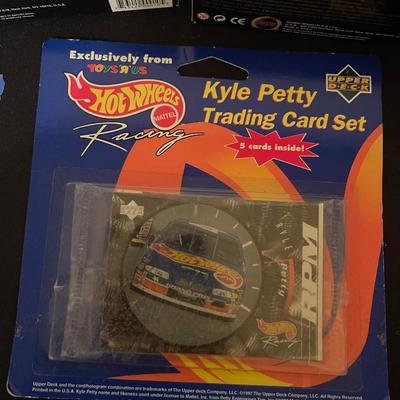 Exclusively from
TOYS R US
Hot Wheels
MATTEL
Racing
UPPER
DECK
Kyle Petty
Trading Card Set
5 cards inside!
HOT WHEELS
Kyle
Petty
Racing
Upper Deck and the card/hologram combination are trademarks of The Upper Deck Company, LLC. ©1997 The Upper Deck Company, LLC. All Rights Reserved.
Printed in the U.S.A. Kyle Petty name and likeness used under license to Mattel, Inc.